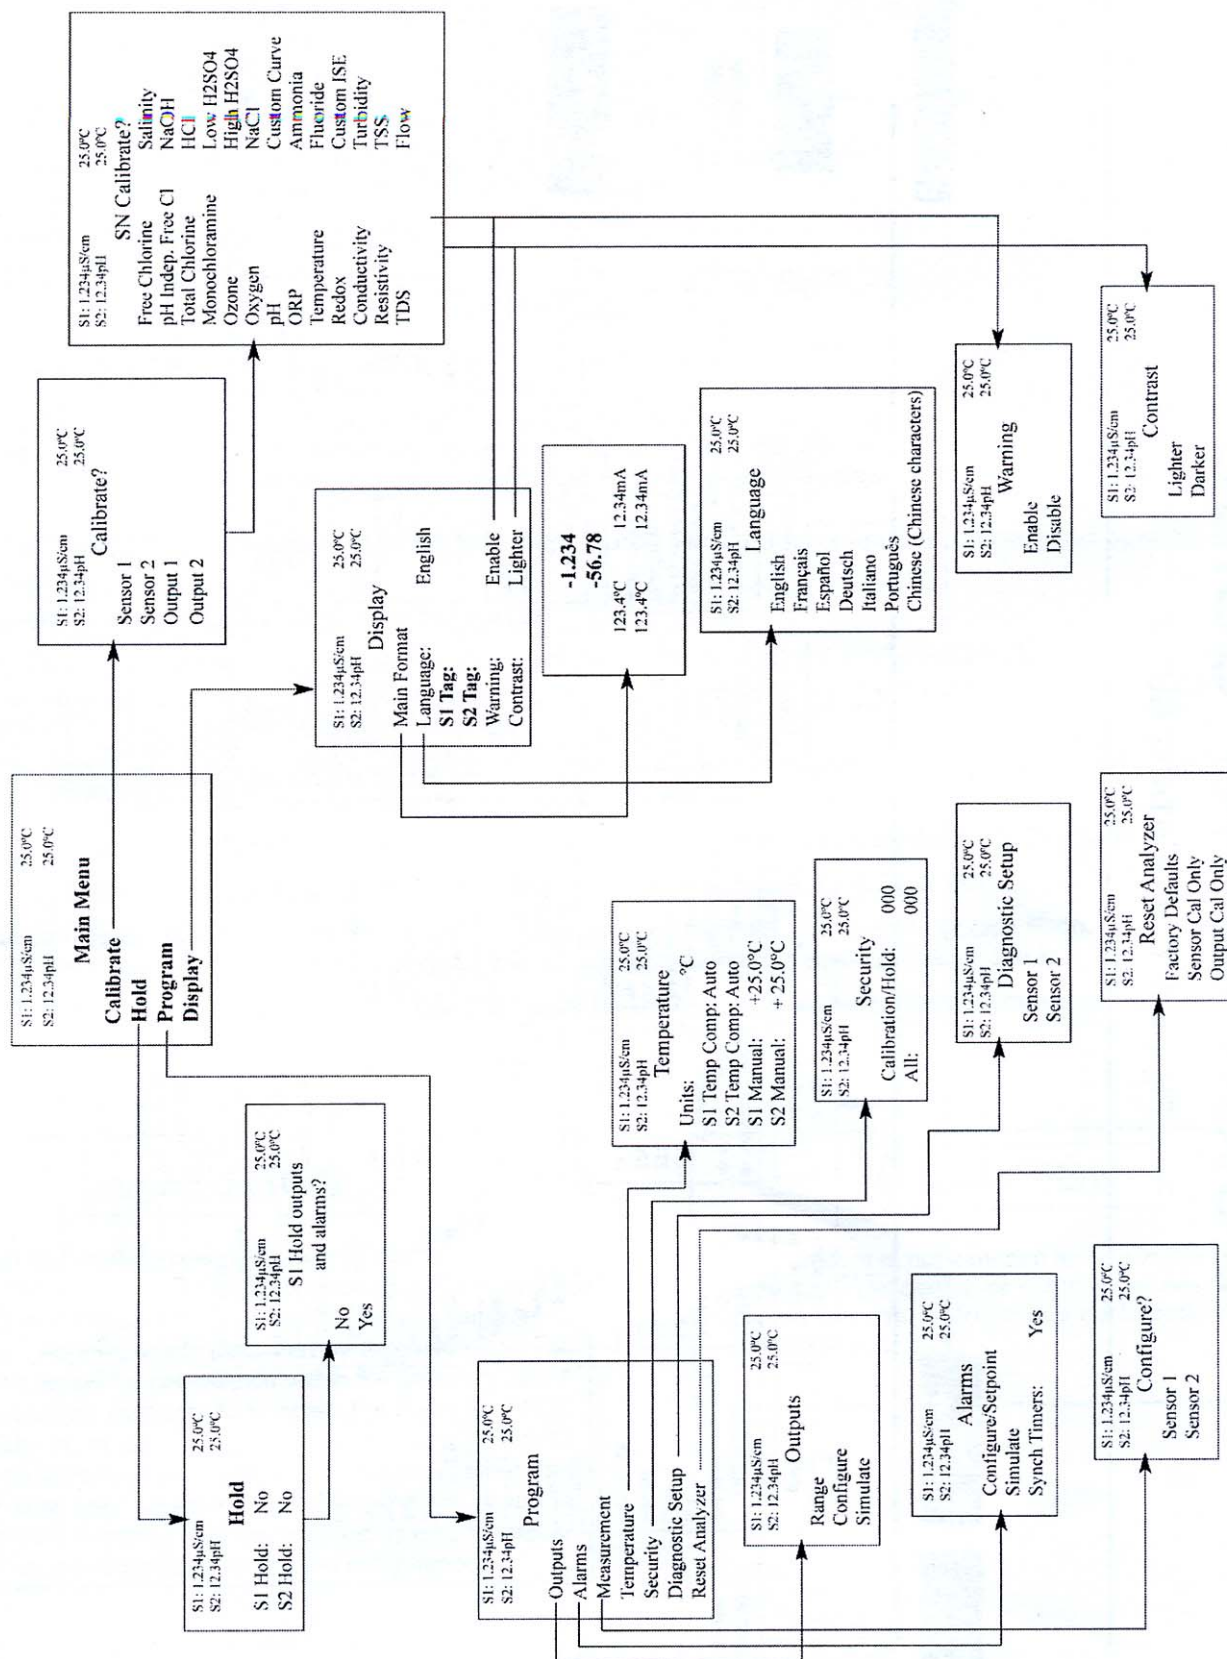 S1: 1.234µS/cm 25.0ºC
S2: 12.34pH 25.0ºC
Main Menu
Calibrate
Hold
Program
Display
S1: 1.234µS/cm 25.0ºC
S2: 12.34pH 25.0ºC
Calibrate?
Sensor 1
Sensor 2
Output 1
Output 2
S1: 1.234µS/cm 25.0ºC
S2: 12.34pH 25.0ºC
SN Calibrate?
Free Chlorine Salinity
pH Indep. Free Cl NaOH
Total Chlorine HCl
Monochloramine Low H2SO4
Ozone High H2SO4
Oxygen NaCl
pH Custom Curve
ORP Ammonia
Temperature Fluoride
Redox Custom ISE
Conductivity Turbidity
Resistivity TSS
TDS Flow
S1: 1.234µS/cm 25.0ºC
S2: 12.34pH 25.0ºC
Hold
S1 Hold: No
S2 Hold: No
S1: 1.234µS/cm 25.0ºC
S2: 12.34pH 25.0ºC
S1 Hold outputs
and alarms?
No
Yes
S1: 1.234µS/cm 25.0ºC
S2: 12.34pH 25.0ºC
Display
Main Format
Language: English
S1 Tag:
S2 Tag:
Warning: Enable
Contrast: Lighter
-1.234
-56.78
123.4ºC 12.34mA
123.4ºC 12.34mA
S1: 1.234µS/cm 25.0ºC
S2: 12.34pH 25.0ºC
Language
English
Français
Español
Deutsch
Italiano
Português
Chinese (Chinese characters)
S1: 1.234µS/cm 25.0ºC
S2: 12.34pH 25.0ºC
Warning
Enable
Disable
S1: 1.234µS/cm 25.0ºC
S2: 12.34pH 25.0ºC
Contrast
Lighter
Darker
S1: 1.234µS/cm 25.0ºC
S2: 12.34pH 25.0ºC
Program
Outputs
Alarms
Measurement
Temperature
Security
Diagnostic Setup
Reset Analyzer
S1: 1.234µS/cm 25.0ºC
S2: 12.34pH 25.0ºC
Temperature
Units: ºC
S1 Temp Comp: Auto
S2 Temp Comp: Auto
S1 Manual: +25.0ºC
S2 Manual: + 25.0ºC
S1: 1.234µS/cm 25.0ºC
S2: 12.34pH 25.0ºC
Security
Calibration/Hold: 000
All: 000
S1: 1.234µS/cm 25.0ºC
S2: 12.34pH 25.0ºC
Diagnostic Setup
Sensor 1
Sensor 2
S1: 1.234µS/cm 25.0ºC
S2: 12.34pH 25.0ºC
Reset Analyzer
Factory Defaults
Sensor Cal Only
Output Cal Only
S1: 1.234µS/cm 25.0ºC
S2: 12.34pH 25.0ºC
Outputs
Range
Configure
Simulate
S1: 1.234µS/cm 25.0ºC
S2: 12.34pH 25.0ºC
Alarms
Configure/Setpoint
Simulate
Synch Timers: Yes
S1: 1.234µS/cm 25.0ºC
S2: 12.34pH 25.0ºC
Configure?
Sensor 1
Sensor 2